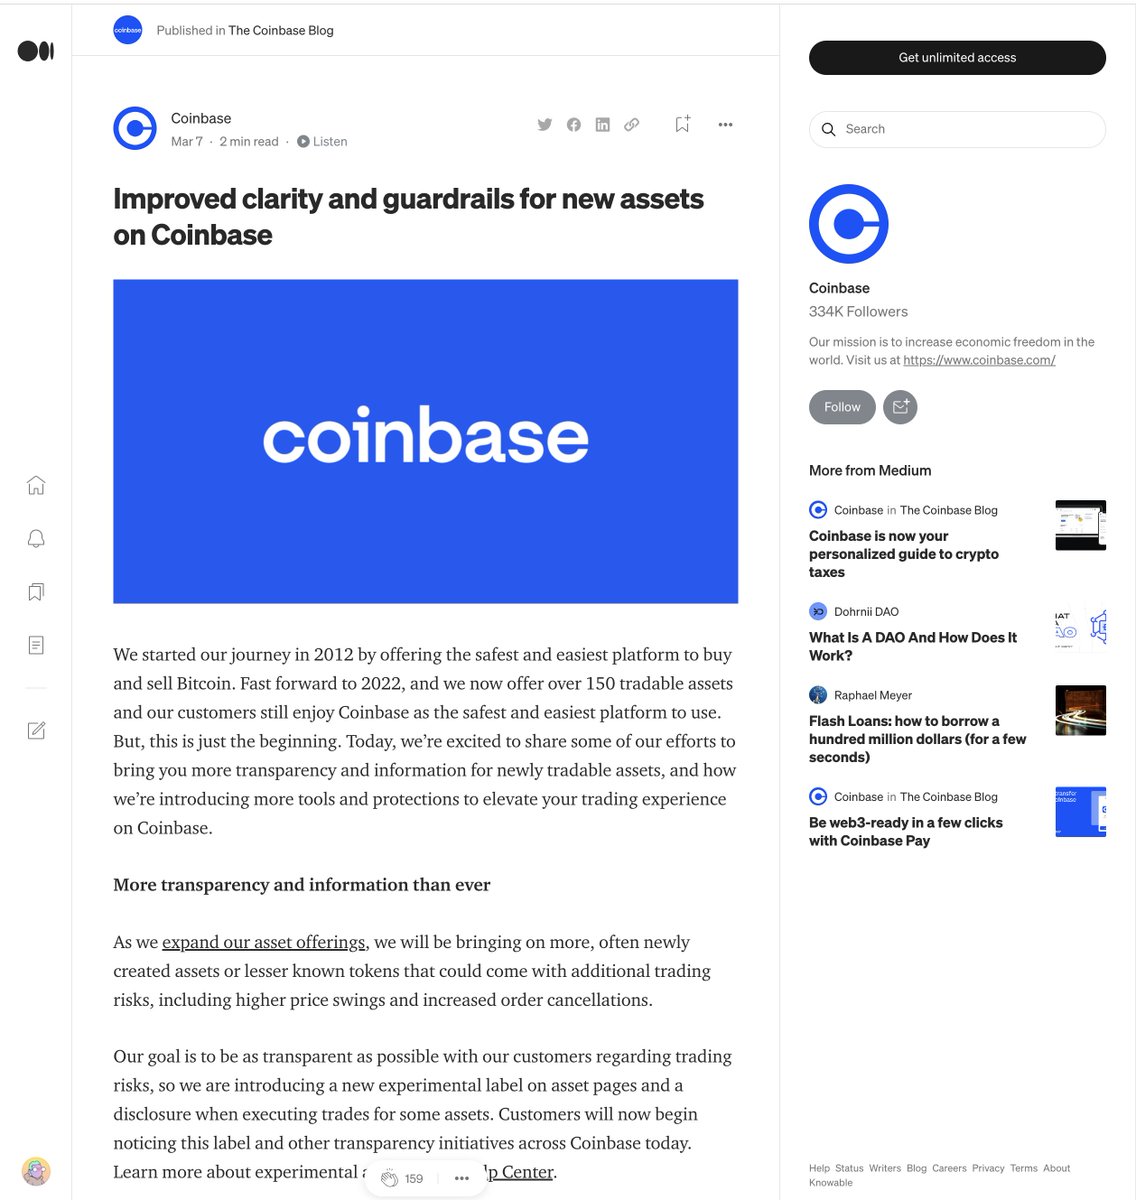 coinbase
Published in The Coinbase Blog
Coinbase
Mar 7 · 2 min read · Listen
Improved clarity and guardrails for new assets
on Coinbase
coinbase
We started our journey in 2012 by offering the safest and easiest platform to buy
and sell Bitcoin. Fast forward to 2022, and we now offer over 150 tradable assets
and our customers still enjoy Coinbase as the safest and easiest platform to use.
But, this is just the beginning. Today, we’re excited to share some of our efforts to
bring you more transparency and information for newly tradable assets, and how
we’re introducing more tools and protections to elevate your trading experience
on Coinbase.
More transparency and information than ever
As we expand our asset offerings, we will be bringing on more, often newly
created assets or lesser known tokens that could come with additional trading
risks, including higher price swings and increased order cancellations.
Our goal is to be as transparent as possible with our customers regarding trading
risks, so we are introducing a new experimental label on asset pages and a
disclosure when executing trades for some assets. Customers will now begin
noticing this label and other transparency initiatives across Coinbase today.
Learn more about experimental a lp Center.
159
Get unlimited access
Search
Coinbase
334K Followers
Our mission is to increase economic freedom in the
world. Visit us at https://www.coinbase.com/
Follow
More from Medium
Coinbase in The Coinbase Blog
Coinbase is now your
personalized guide to crypto
taxes
Dohrnii DAO
What Is A DAO And How Does It
Work?
Raphael Meyer
Flash Loans: how to borrow a
hundred million dollars (for a few
seconds)
Coinbase in The Coinbase Blog
Be web3-ready in a few clicks
with Coinbase Pay
Help Status Writers Blog Careers Privacy Terms About
Knowable